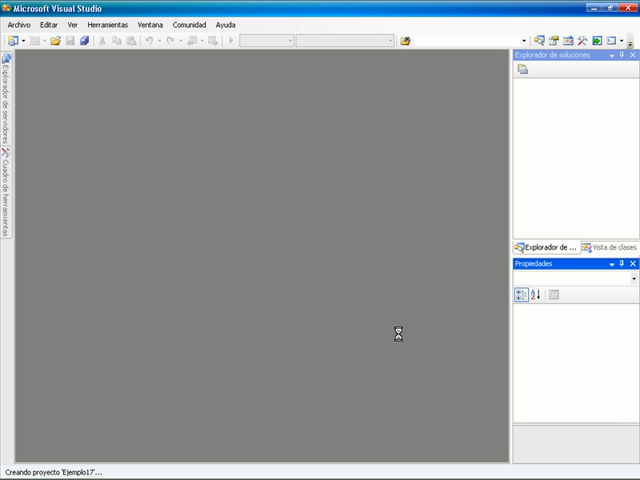 Microsoft Visual Studio
Archivo Editar Ver Herramientas Ventana Comunidad Ayuda
Explorador de servidores
Cuadro de herramientas
Explorador de soluciones
Explorador de ... Vista de clases
Propiedades
Creando proyecto 'Ejemplo17'...